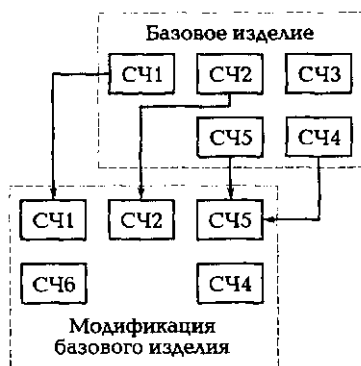 Базовое изделие
СЧ1 СЧ2 СЧ3
СЧ5 СЧ4
СЧ1 СЧ2 СЧ5
СЧ6 СЧ4
Модификация
базового изделия